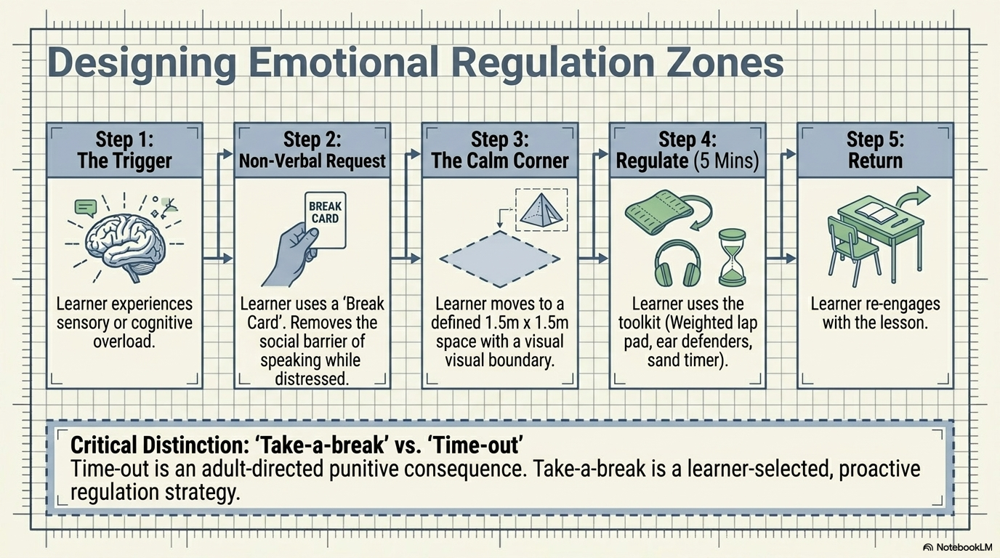 Designing Emotional Regulation Zones
Step 1:
The Trigger
Learner experiences
sensory or cognitive
overload.
Step 2:
Non-Verbal Request
BREAK
CARD
Learner uses a ‘Break
Card’. Removes the
social barrier of
speaking while
distressed.
Step 3:
The Calm Corner
Learner moves to a
defined 1.5m x 1.5m
space with a visual
visual boundary.
Step 4:
Regulate (5 Mins)
Learner uses the
toolkit (Weighted lap
pad, ear defenders,
sand timer).
Step 5:
Return
Learner re-engages
with the lesson.
Critical Distinction: ‘Take-a-break’ vs. ‘Time-out’
Time-out is an adult-directed punitive consequence. Take-a-break is a learner-selected, proactive
regulation strategy.
NotebookLM